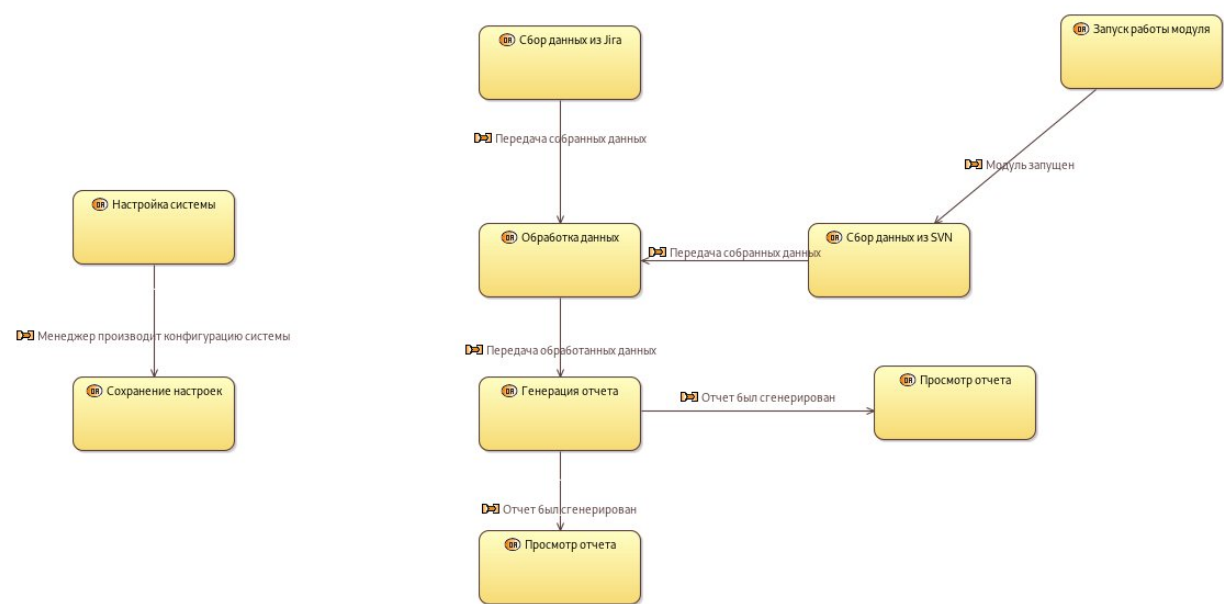 Сбор данных из Jira
Запуск работы модуля
Передача собранных данных
Модуль запущен
Настройка системы
Обработка данных
Сбор данных из SVN
Передача собранных данных
Менеджер производит конфигурацию системы
Передача обработанных данных
Сохранение настроек
Генерация отчета
Просмотр отчета
Отчет был сгенерирован
Отчет был сгенерирован
Просмотр отчета